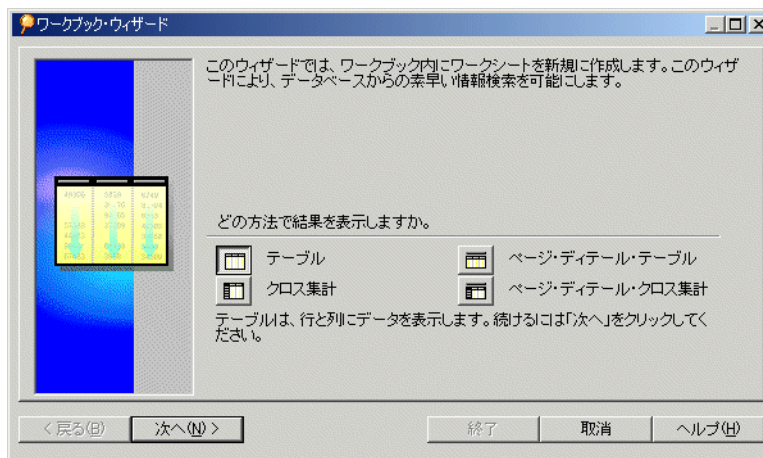 ワークブック・ウィザード
このウィザードでは、ワークブック内にワークシートを新規に作成します。このウィザ
ードにより、データベースからの素早い情報検索を可能にします。
どの方法で結果を表示しますか。
テーブル
ページ・ディテール・テーブル
クロス集計
ページ・ディテール・クロス集計
テーブルは、行と列にデータを表示します。続けるには「次へ」をクリックしてく
ださい。
< 戻る(B)
次へ(N) >
終了
取消
ヘルプ(H)